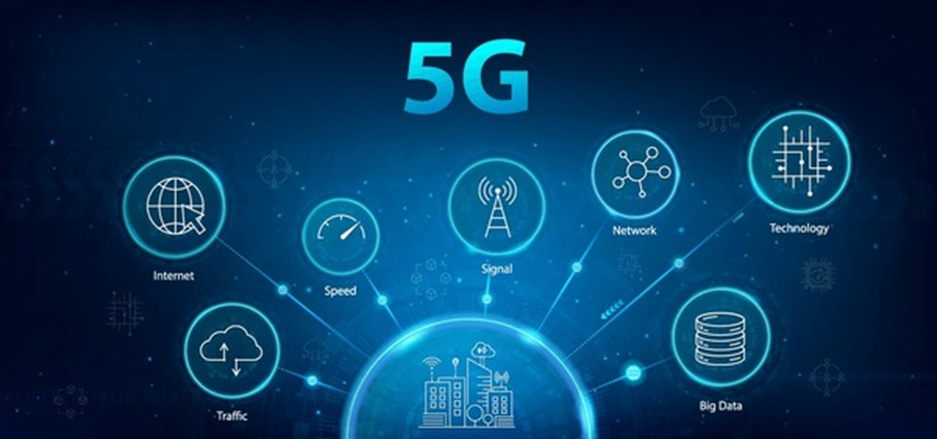 5G
Internet
Speed
Signal
Network
Technology
Traffic
Big Data